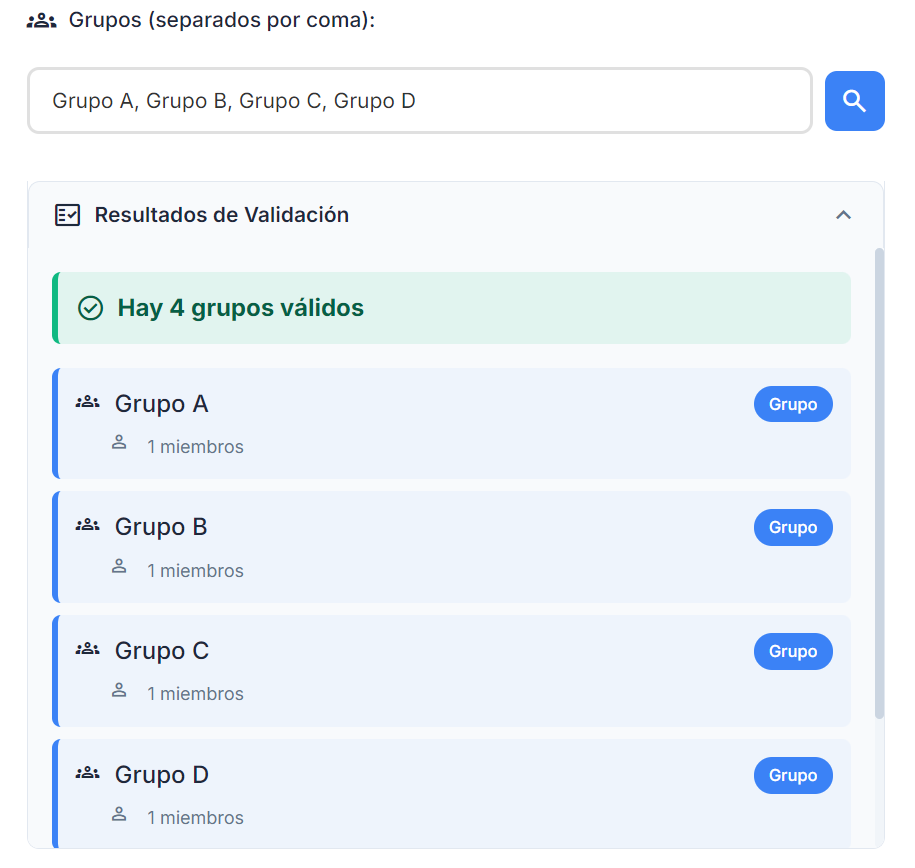 Grupos (separados por coma):
Grupo A, Grupo B, Grupo C, Grupo D
Resultados de Validación
Hay 4 grupos válidos
Grupo A
Grupo
1 miembros
Grupo B
Grupo
1 miembros
Grupo C
Grupo
1 miembros
Grupo D
Grupo
1 miembros